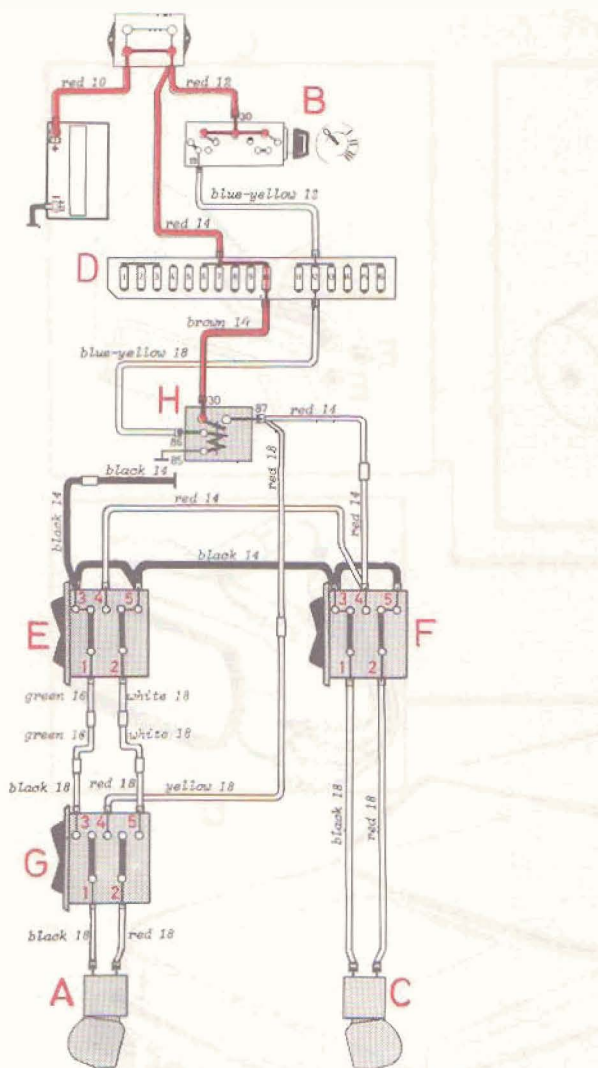 red 10
red 12
B
30
+
15
blue-yellow 12
red 14
D
brown 14
blue-yellow 18
H
30
87
red 14
86
85
red 18
black 14
red 14
black 14
red 14
black 14
3 4 5
3 4 5
E
F
1 2
1 2
green 16
white 18
green 16
white 18
black 18
red 18
yellow 18
3 4 5
black 18
red 18
G
1 2
black 18
red 18
A
C